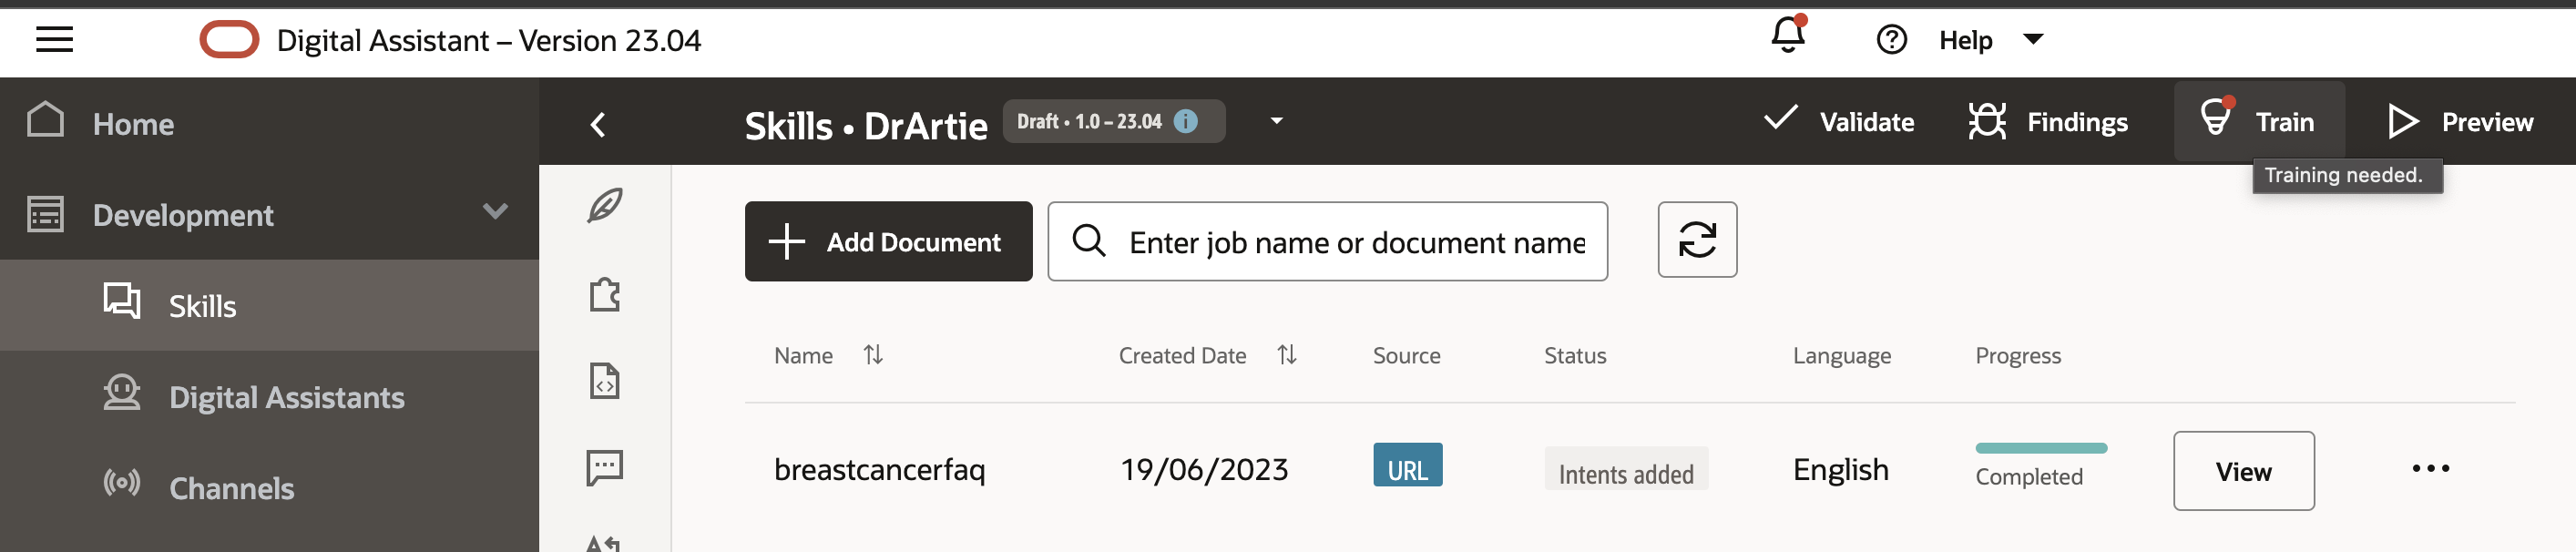 Digital Assistant – Version 23.04
Help
Home
Development
Skills
Digital Assistants
Channels
Skills • DrArtie
Draft • 1.0 – 23.04
Validate
Findings
Train
Preview
Training needed.
Add Document
Enter job name or document name
Name
Created Date
Source
Status
Language
Progress
breastcancerfaq
19/06/2023
URL
Intents added
English
Completed
View